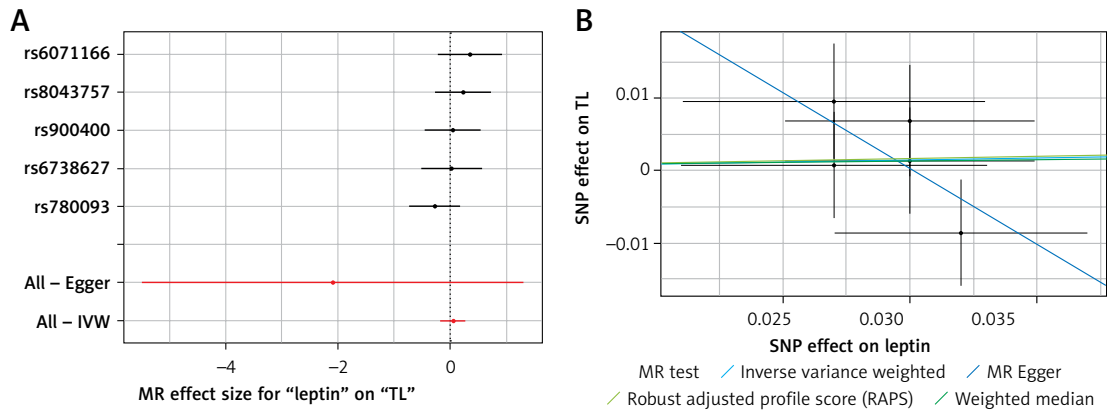 A
rs6071166
rs8043757
rs900400
rs6738627
rs780093
All – Egger
All – IVW
−4 −2 0
MR effect size for “leptin” on “TL”
B
SNP effect on TL
0.01
0
−0.01
0.025 0.030 0.035
SNP effect on leptin
MR test Inverse variance weighted MR Egger
Robust adjusted profile score (RAPS) Weighted median